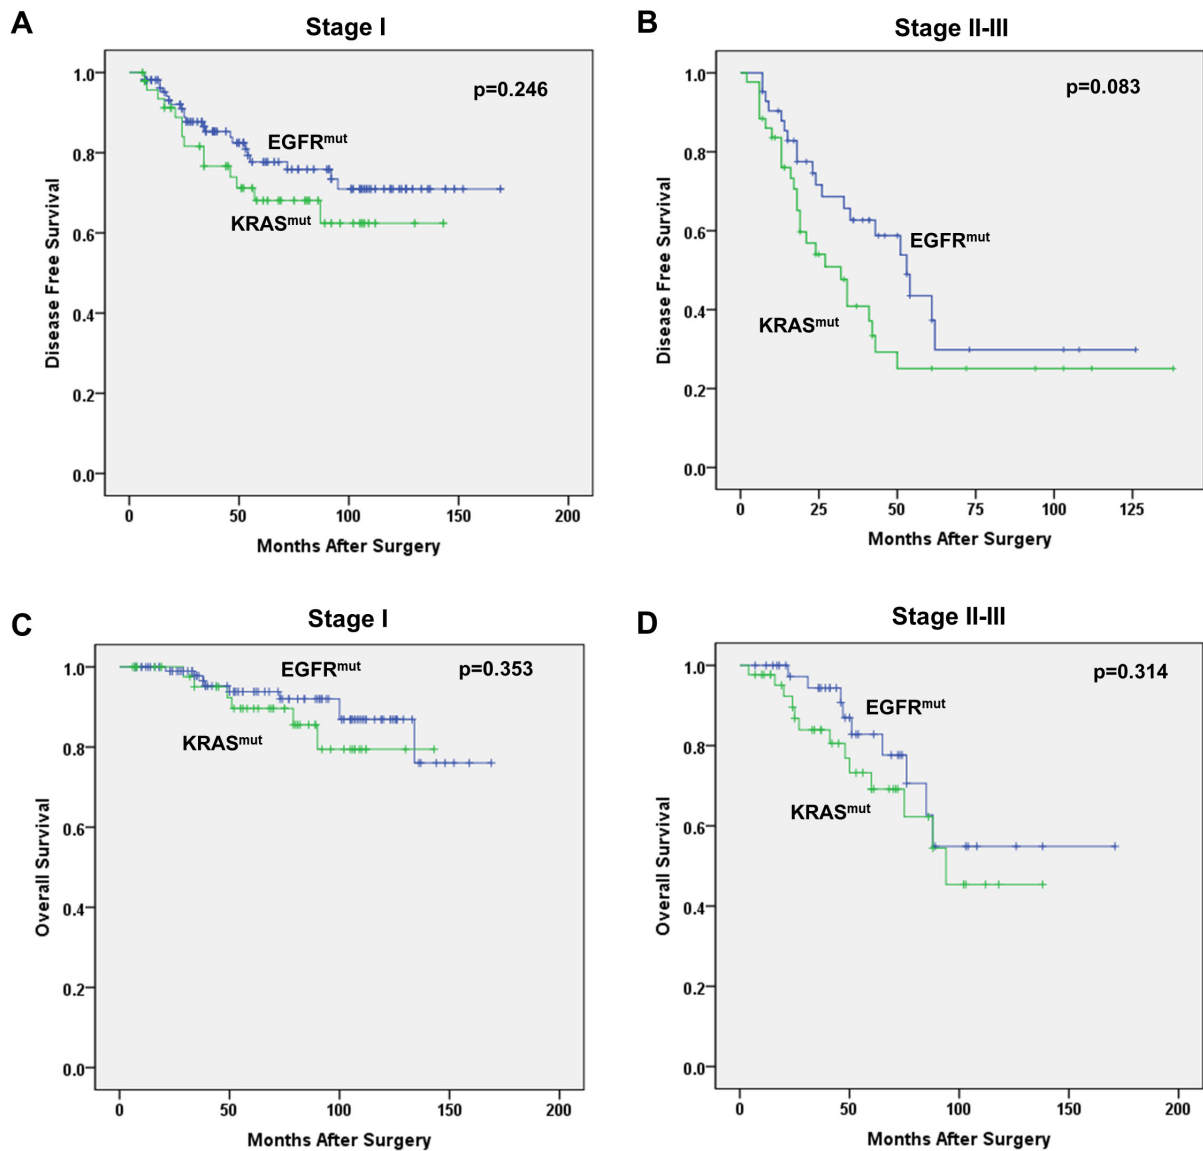 A
Stage I
1.0
0.8
0.6
0.4
0.2
0.0
Disease Free Survival
p=0.246
EGFRmut
KRASmut
0 50 100 150 200
Months After Surgery
B
Stage II-III
1.0
0.8
0.6
0.4
0.2
0.0
Disease Free Survival
p=0.083
EGFRmut
KRASmut
0 25 50 75 100 125
Months After Surgery
C
Stage I
1.0
0.8
0.6
0.4
0.2
0.0
Overall Survival
EGFRmut
p=0.353
KRASmut
0 50 100 150 200
Months After Surgery
D
Stage II-III
1.0
0.8
0.6
0.4
0.2
0.0
Overall Survival
p=0.314
EGFRmut
KRASmut
0 50 100 150 200
Months After Surgery